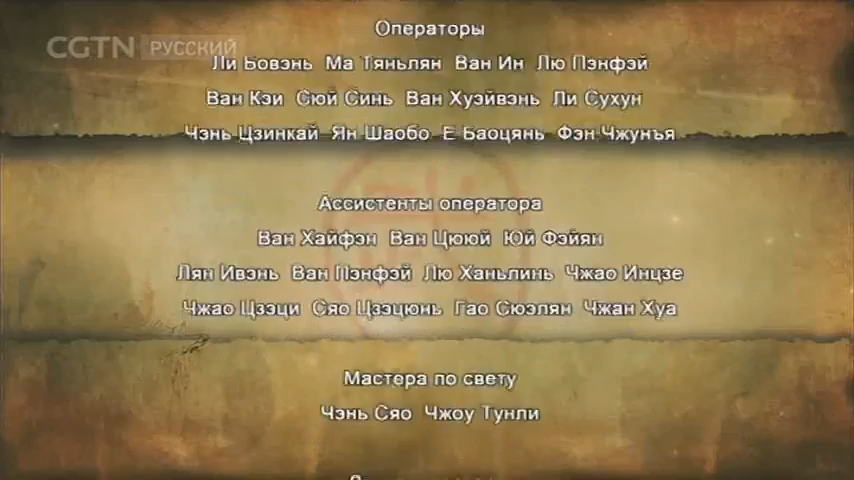 Операторы
CGTN РУССКИЙ
Ли Бовэнь Ма Тяньлян Ван Ин Лю Пэнфэй
Ван Кэи Сюй Синь Ван Хуэйвэнь Ли Сухун
Чэнь Цзинкай Ян Шаобо Е Баоцянь Фэн Чжунъя
Ассистенты оператора
Ван Хайфэн Ван Цююй Юй Фэйян
Лян Ивэнь Ван Пэнфэй Лю Ханьлинь Чжао Инцзе
Чжао Цзэци Сяо Цзэцюнь Гао Сюэлян Чжан Хуа
Мастера по свету
Чэнь Сяо Чжоу Тунли